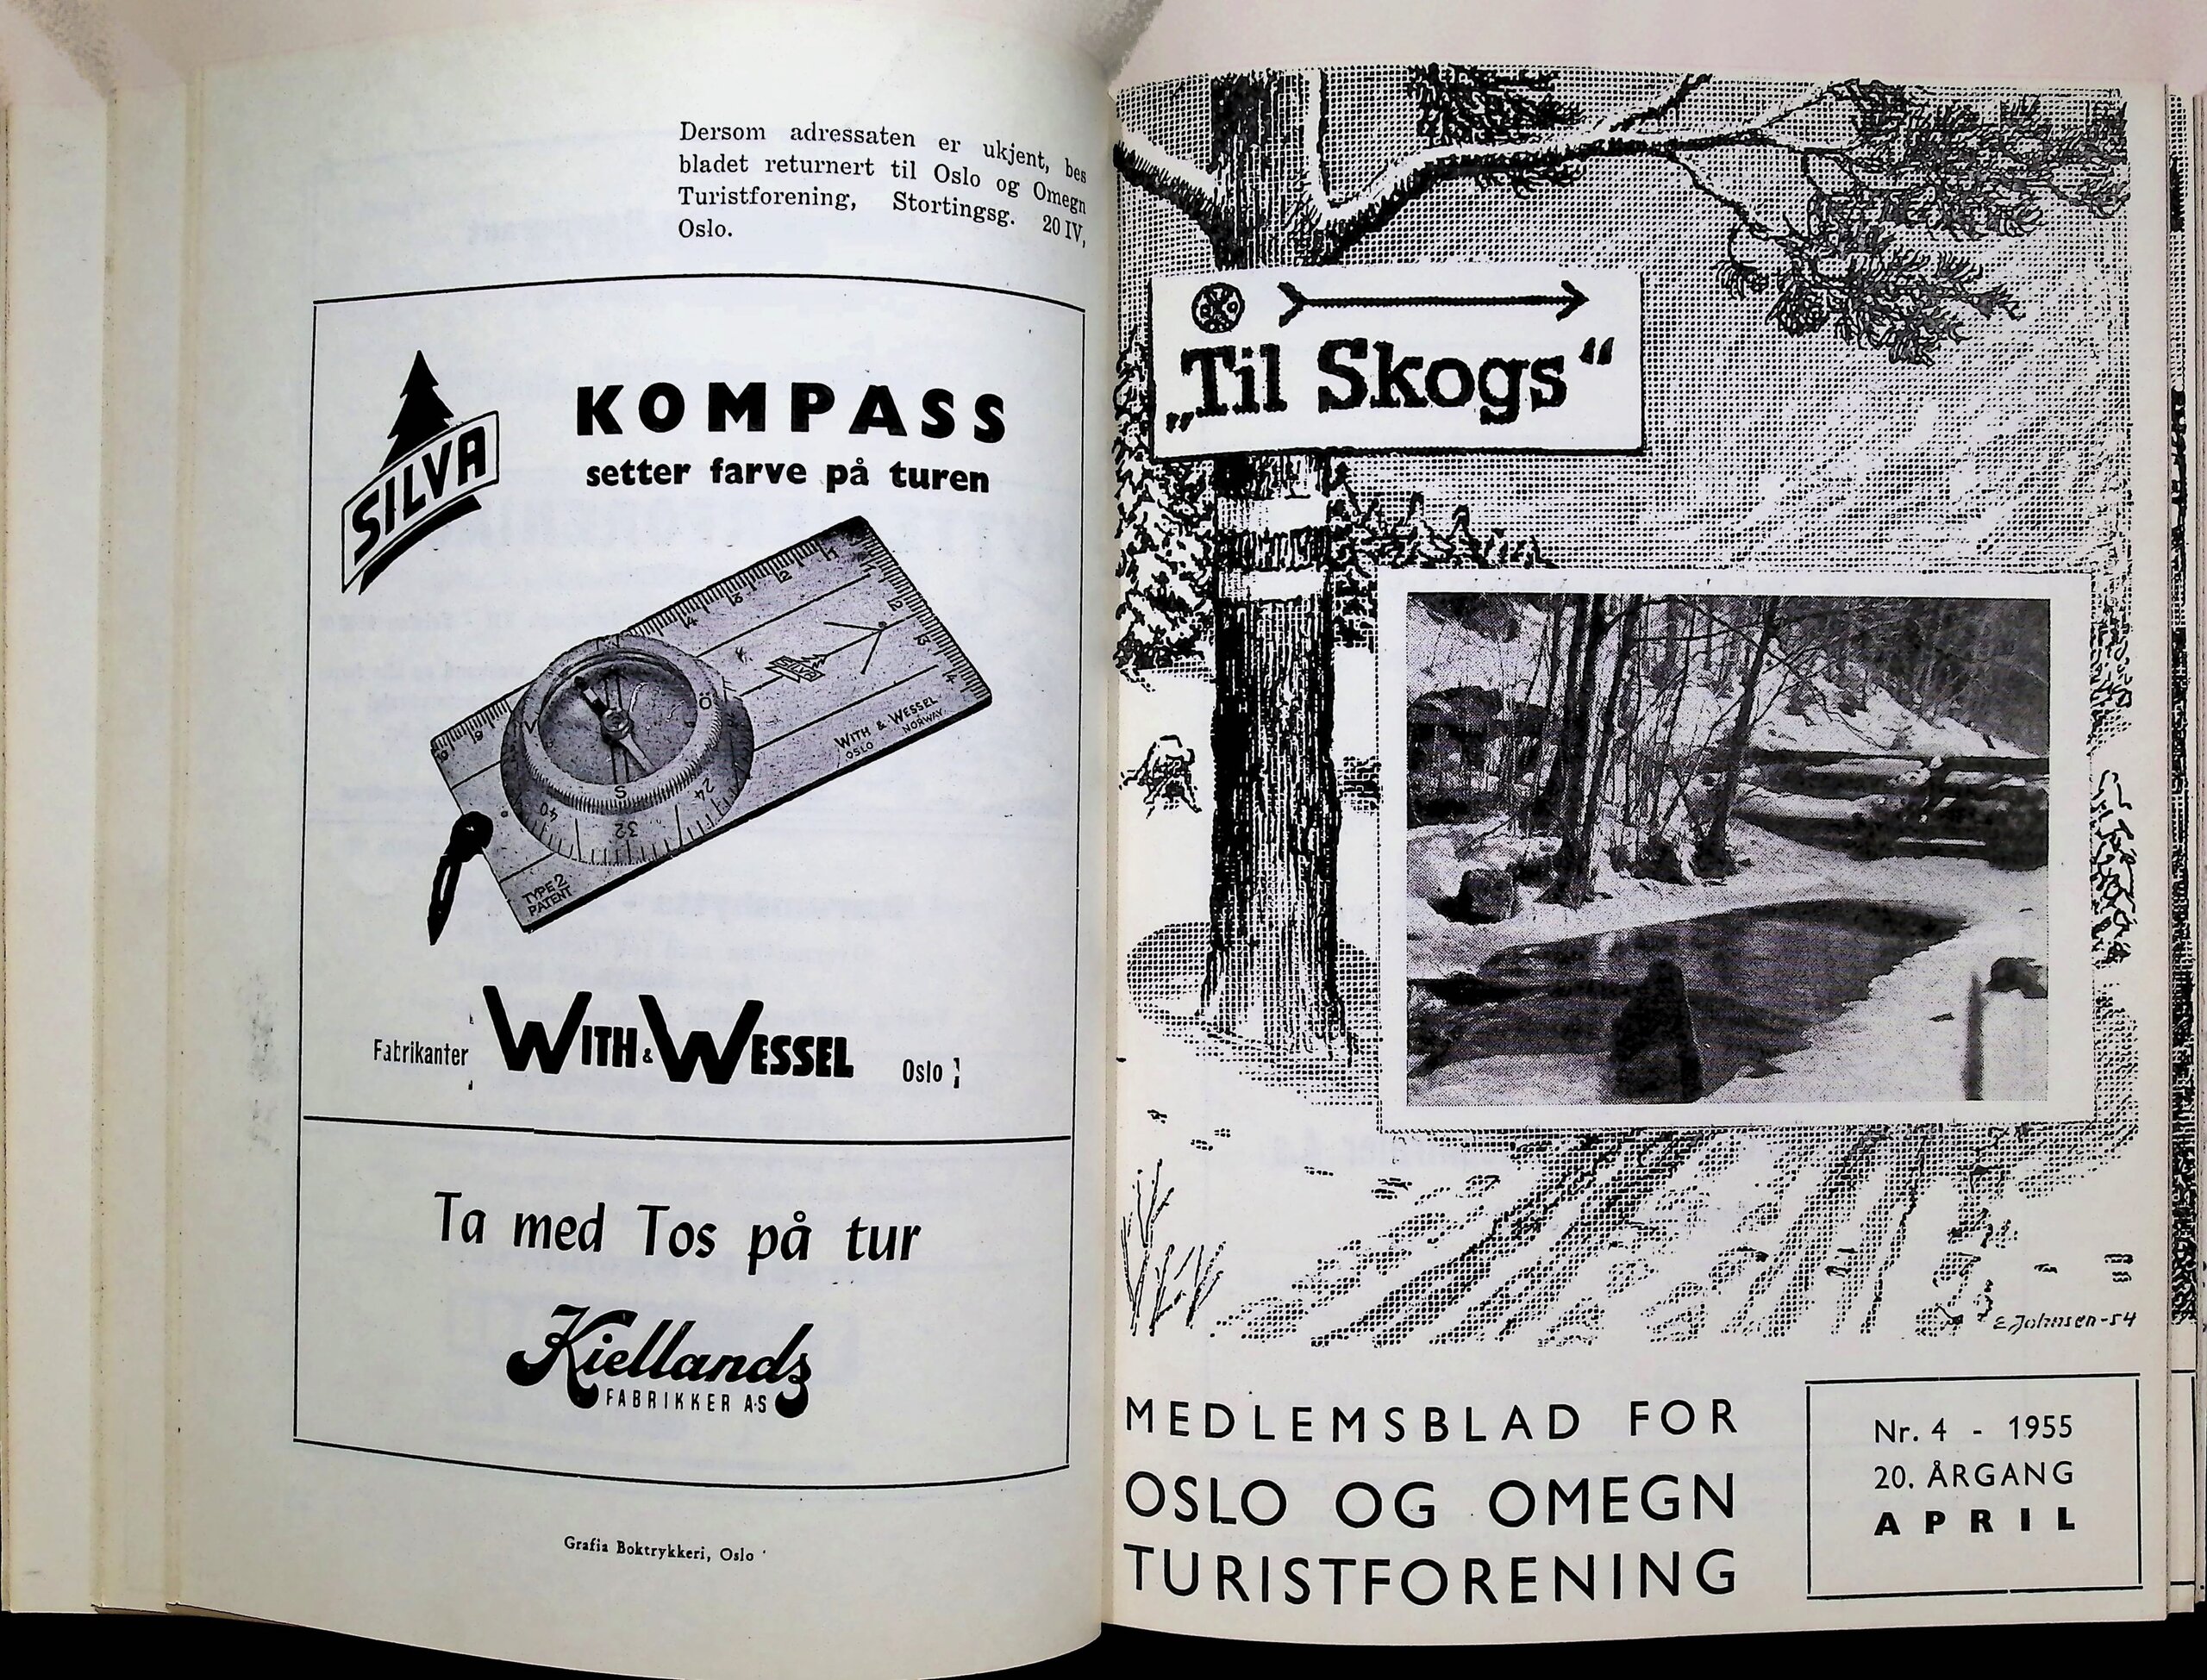 Dersom adressaten er ukjent, bes
bladet returnert til Oslo og Omegn
Turistforening, Stortingsg. 20 IV,
Oslo.
SILVA
KOMPASS
setter farve på turen
WITH & WESSEL
OSLO NORWAY
TYPE 2
PATENT
Fabrikanter WITH & WESSEL Oslo
Ta med Tos på tur
Kiellands
FABRIKKER A·S
Grafia Boktrykkeri, Oslo
„Til Skogs“
E. Johnsen-54
MEDLEMSBLAD FOR
OSLO OG OMEGN
TURISTFORENING
Nr. 4 - 1955
20. ÅRGANG
APRIL